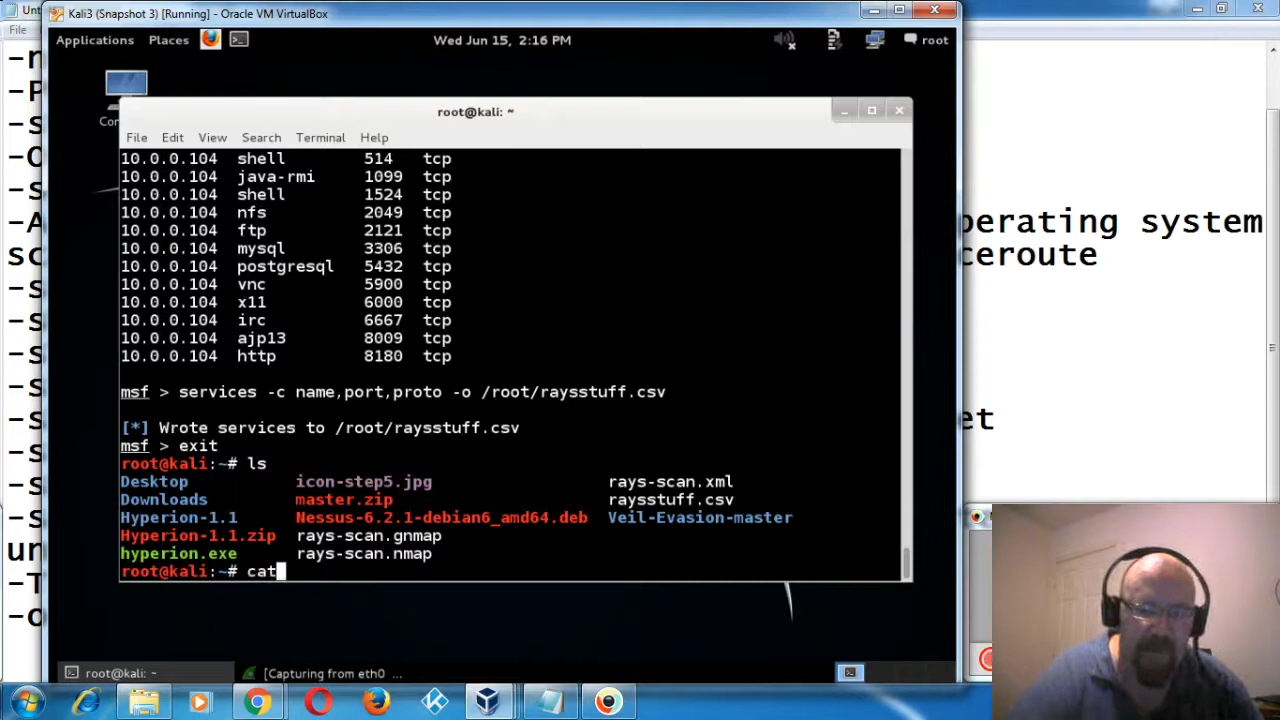 Unt
Kali3 (Snapshot 3) [Running] - Oracle VM VirtualBox
File
Applications Places
Wed Jun 15, 2:16 PM
root
root@kali: ~
File Edit View Search Terminal Help
10.0.0.104 shell 514 tcp
10.0.0.104 java-rmi 1099 tcp
10.0.0.104 shell 1524 tcp
10.0.0.104 nfs 2049 tcp
10.0.0.104 ftp 2121 tcp
10.0.0.104 mysql 3306 tcp
10.0.0.104 postgresql 5432 tcp
10.0.0.104 vnc 5900 tcp
10.0.0.104 x11 6000 tcp
10.0.0.104 irc 6667 tcp
10.0.0.104 ajp13 8009 tcp
10.0.0.104 http 8180 tcp
msf > services -c name,port,proto -o /root/raysstuff.csv
[*] Wrote services to /root/raysstuff.csv
msf > exit
root@kali:~# ls
Desktop icon-step5.jpg rays-scan.xml
Downloads master.zip raysstuff.csv
Hyperion-1.1 Nessus-6.2.1-debian6_amd64.deb Veil-Evasion-master
Hyperion-1.1.zip rays-scan.gnmap
hyperion.exe rays-scan.nmap
root@kali:~# cat
-n
-P
-s
-O
-s
-A
perating system
sc
ceroute
-s
-s
-s
-s
-s
et
-s
-s
-s
un
-T
-o
root@kali: ~
[Capturing from eth0 ...